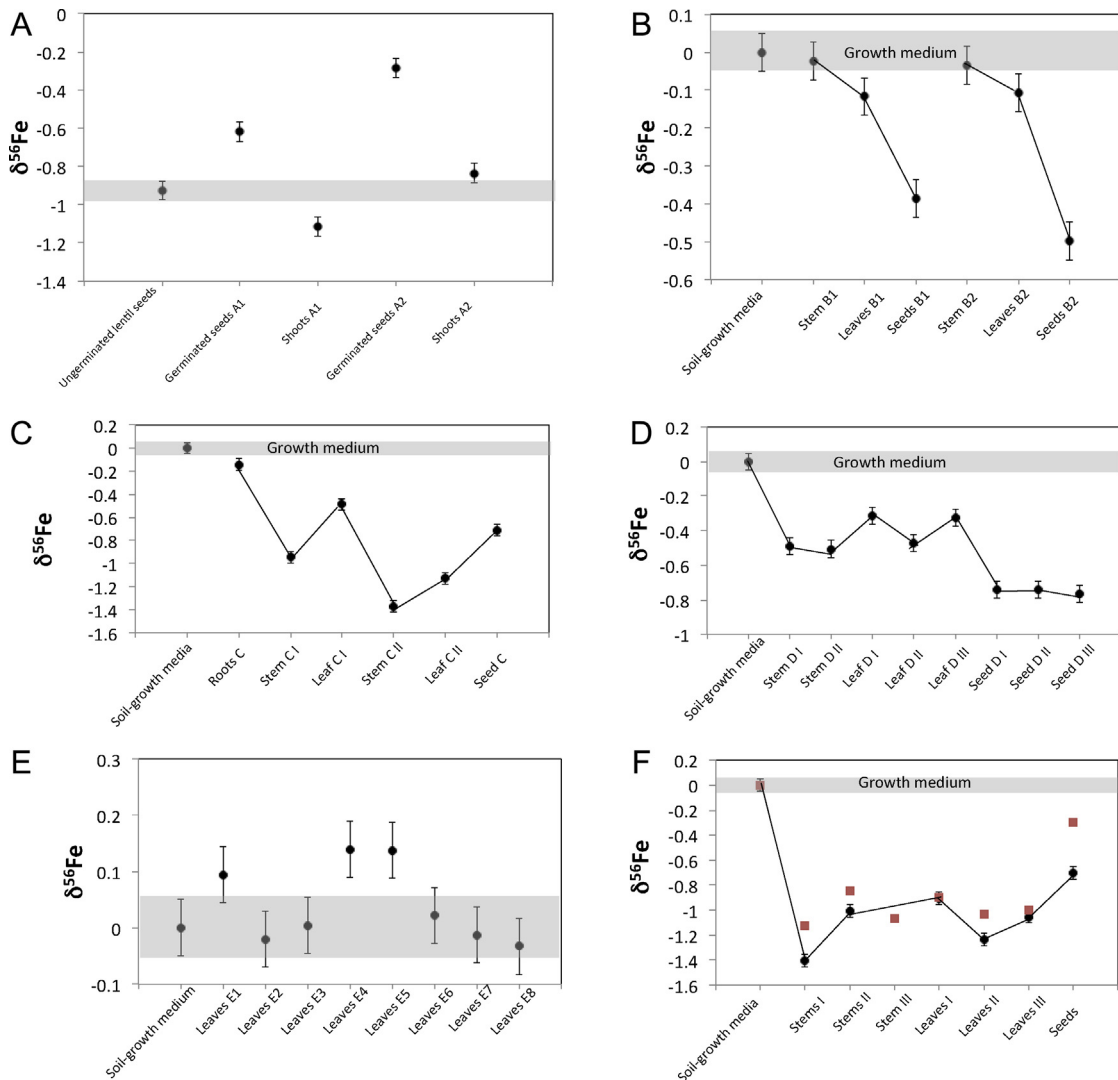 A
δ56Fe
0
-0.2
-0.4
-0.6
-0.8
-1
-1.2
-1.4
Ungerminated lentil seeds
Germinated seeds A1
Shoots A1
Germinated seeds A2
Shoots A2
B
δ56Fe
0.1
0
-0.1
-0.2
-0.3
-0.4
-0.5
-0.6
Growth medium
Soil-growth media
Stem B1
Leaves B1
Seeds B1
Stem B2
Leaves B2
Seeds B2
C
δ56Fe
0.2
0
-0.2
-0.4
-0.6
-0.8
-1
-1.2
-1.4
-1.6
Growth medium
Soil-growth media
Roots C
Stem C I
Leaf C I
Stem C II
Leaf C II
Seed C
D
δ56Fe
0.2
0
-0.2
-0.4
-0.6
-0.8
-1
Growth medium
Soil-growth media
Stem D I
Stem D II
Leaf D I
Leaf D II
Leaf D III
Seed D I
Seed D II
Seed D III
E
δ56Fe
0.3
0.2
0.1
0
-0.1
Soil-growth medium
Leaves E1
Leaves E2
Leaves E3
Leaves E4
Leaves E5
Leaves E6
Leaves E7
Leaves E8
F
δ56Fe
0.2
0
-0.2
-0.4
-0.6
-0.8
-1.0
-1.2
-1.4
-1.6
Growth medium
Soil-growth media
Stems I
Stems II
Stem III
Leaves I
Leaves II
Leaves III
Seeds